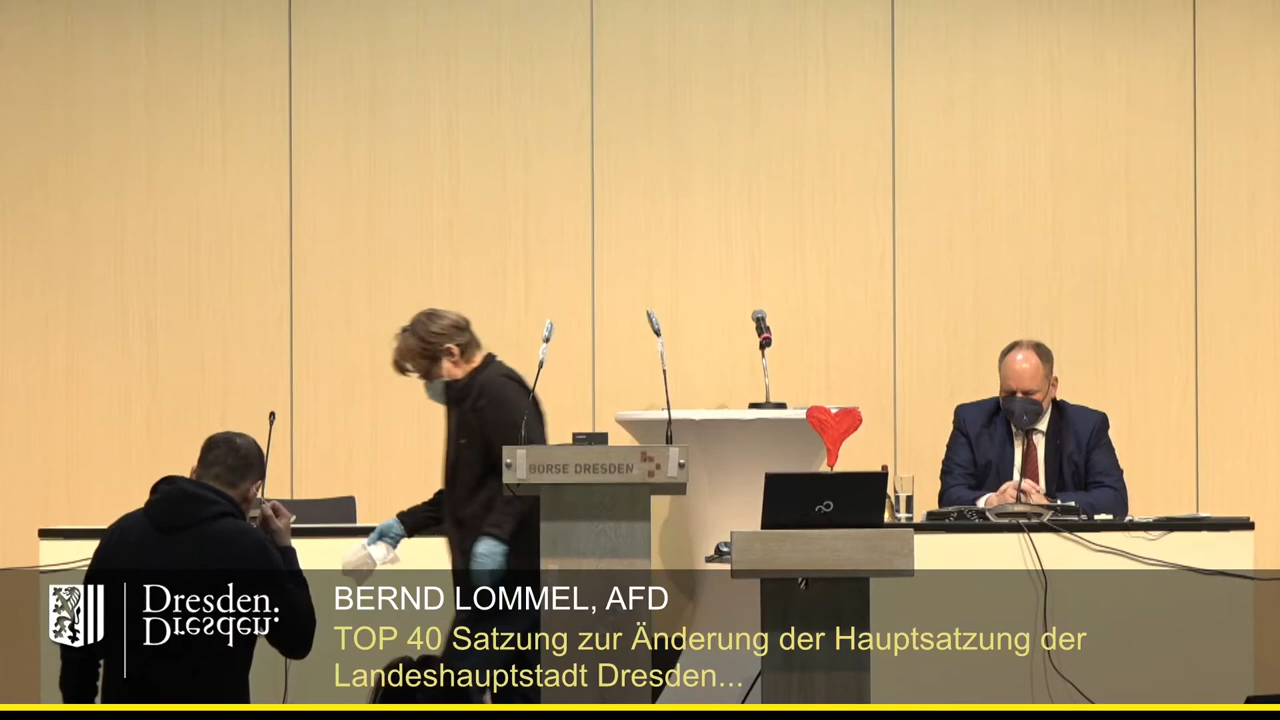 BÖRSE DRESDEN
Dresden.
Dresden.
BERND LOMMEL, AFD
TOP 40 Satzung zur Änderung der Hauptsatzung der
Landeshauptstadt Dresden...